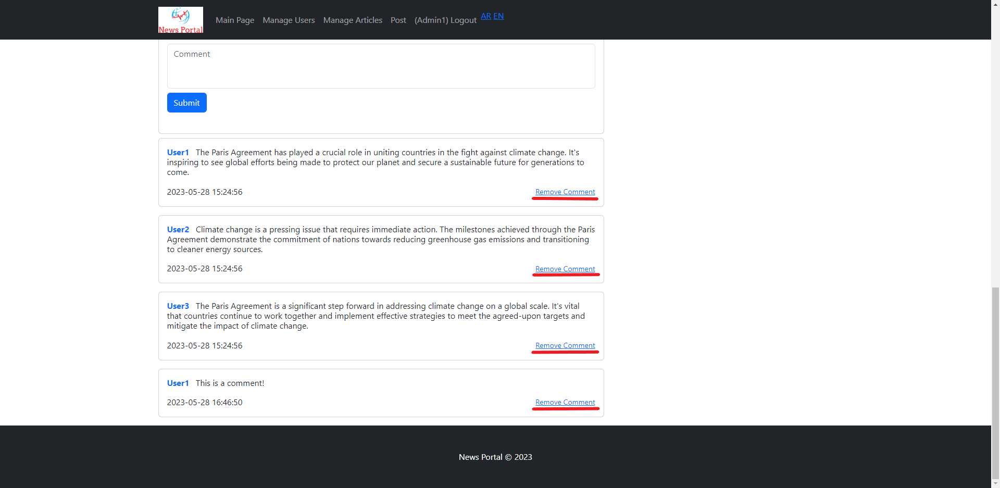 News Portal
Main Page Manage Users Manage Articles Post (Admin1) Logout AR EN
Comment
Submit
User1 The Paris Agreement has played a crucial role in uniting countries in the fight against climate change. It's
inspiring to see global efforts being made to protect our planet and secure a sustainable future for generations to
come.
2023-05-28 15:24:56 Remove Comment
User2 Climate change is a pressing issue that requires immediate action. The milestones achieved through the Paris
Agreement demonstrate the commitment of nations towards reducing greenhouse gas emissions and transitioning
to cleaner energy sources.
2023-05-28 15:24:56 Remove Comment
User3 The Paris Agreement is a significant step forward in addressing climate change on a global scale. It's vital
that countries continue to work together and implement effective strategies to meet the agreed-upon targets and
mitigate the impact of climate change.
2023-05-28 15:24:56 Remove Comment
User1 This is a comment!
2023-05-28 16:46:50 Remove Comment
News Portal © 2023